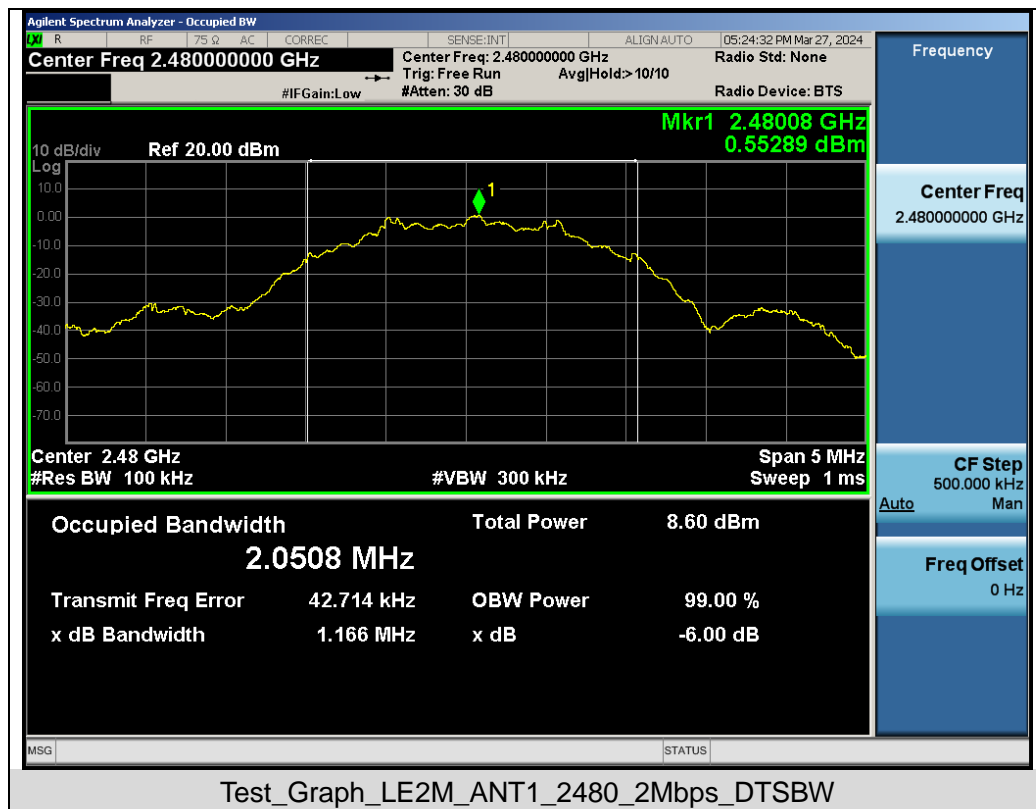 Agilent Spectrum Analyzer - Occupied BW
LXI R RF 75 Ω AC CORREC SENSE:INT ALIGN AUTO 05:24:32 PM Mar 27, 2024
Center Freq 2.480000000 GHz
Center Freq: 2.480000000 GHz
Radio Std: None
Trig: Free Run Avg|Hold:> 10/10
#IFGain:Low
#Atten: 30 dB
Radio Device: BTS
Mkr1 2.48008 GHz
0.55289 dBm
10 dB/div Ref 20.00 dBm
Log
10.0
0.00
-10.0
-20.0
-30.0
-40.0
-50.0
-60.0
-70.0
1
Center 2.48 GHz Span 5 MHz
#Res BW 100 kHz #VBW 300 kHz Sweep 1 ms
Occupied Bandwidth Total Power 8.60 dBm
2.0508 MHz
Transmit Freq Error 42.714 kHz OBW Power 99.00 %
x dB Bandwidth 1.166 MHz x dB -6.00 dB
Frequency
Center Freq
2.480000000 GHz
CF Step
500.000 kHz
Auto Man
Freq Offset
0 Hz
MSG STATUS
Test_Graph_LE2M_ANT1_2480_2Mbps_DTSBW